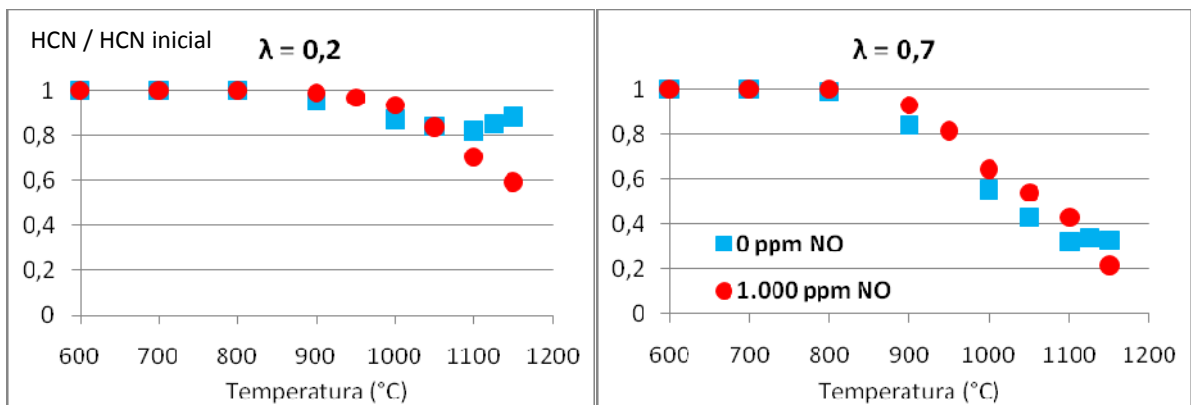 HCN / HCN inicial
λ = 0,2
1
0,8
0,6
0,4
0,2
0
600 700 800 900 1000 1100 1200
Temperatura (°C)
λ = 0,7
1
0,8
0,6
0,4
0,2
0
0 ppm NO
1.000 ppm NO
600 700 800 900 1000 1100 1200
Temperatura (°C)